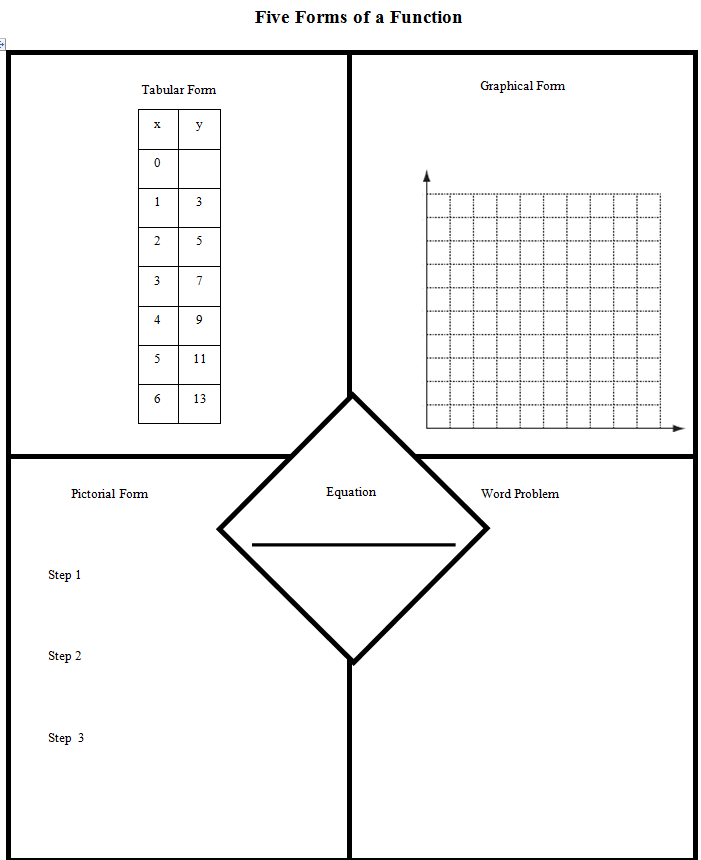 Five Forms of a Function
Tabular Form
x y
0
1 3
2 5
3 7
4 9
5 11
6 13
Graphical Form
Equation
Pictorial Form
Step 1
Step 2
Step 3
Word Problem